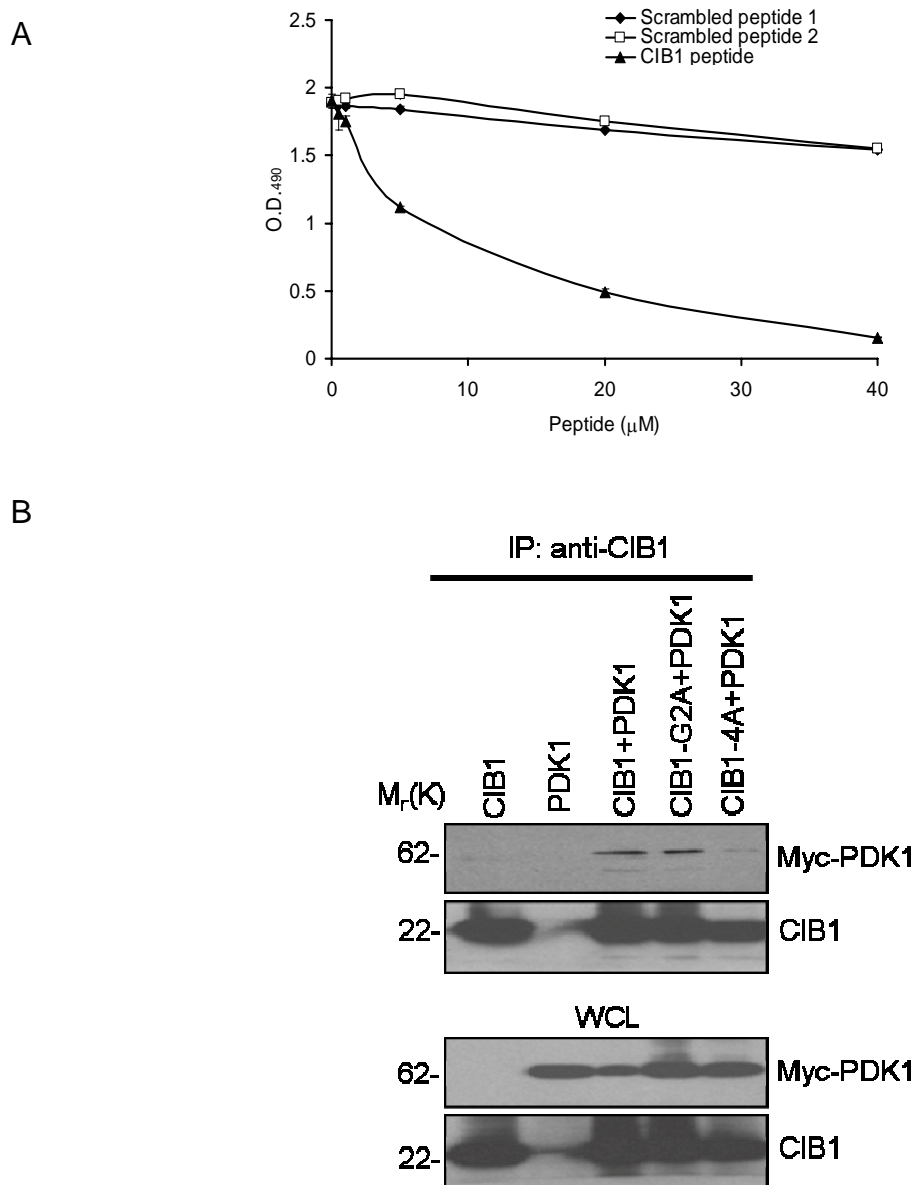 A
2.5
2
1.5
1
0.5
0
O.D.490
0
10
20
30
40
Peptide (μM)
Scrambled peptide 1
Scrambled peptide 2
CIB1 peptide
B
IP: anti-CIB1
Mr(K)
CIB1
PDK1
CIB1+PDK1
CIB1-G2A+PDK1
CIB1-4A+PDK1
62-
Myc-PDK1
22-
CIB1
WCL
62-
Myc-PDK1
22-
CIB1